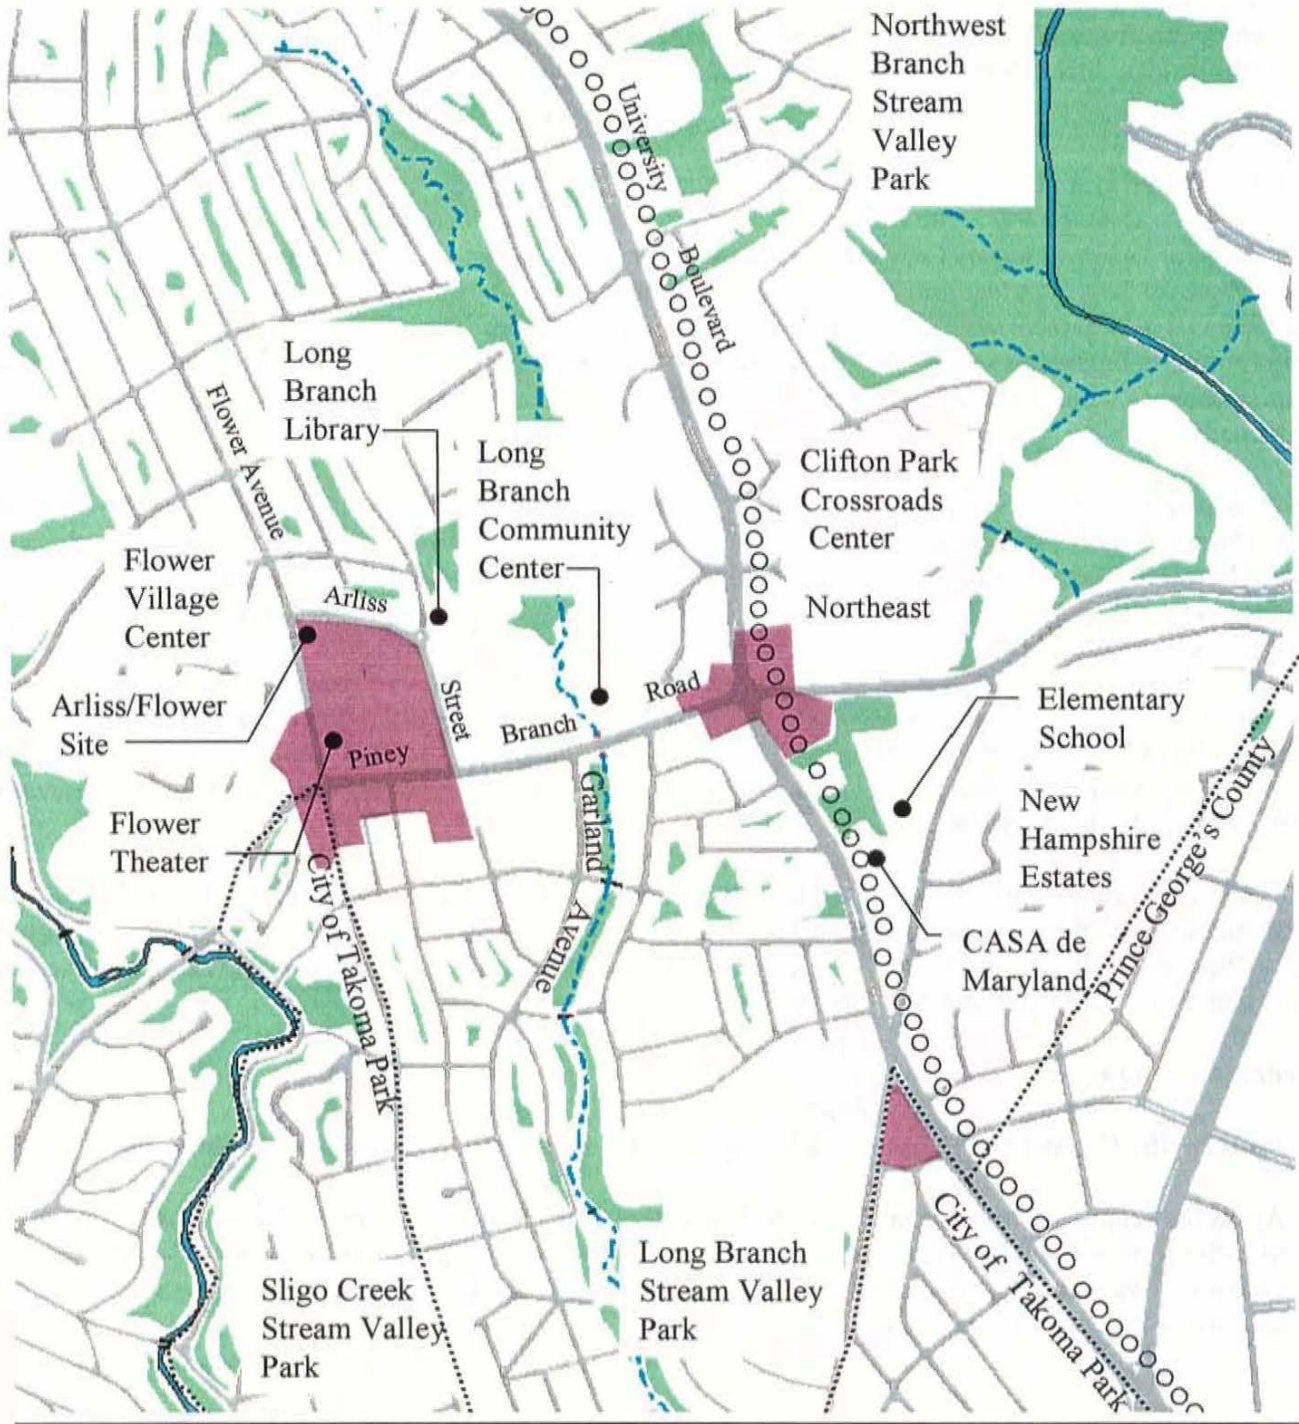 Northwest
Branch
Stream
Valley
Park
University
Boulevard
Long
Branch
Library
Flower Avenue
Long
Branch
Community
Center
Clifton Park
Crossroads
Center
Flower
Village
Center
Arliss
Northeast
Street
Road
Branch
Arliss/Flower
Site
Piney
Elementary
School
Garland
Avenue
Flower
Theater
New
Hampshire
Estates
Prince George's County
City of Takoma Park
CASA de
Maryland
Long Branch
Stream Valley
Park
City of Takoma Park
Sligo Creek
Stream Valley
Park